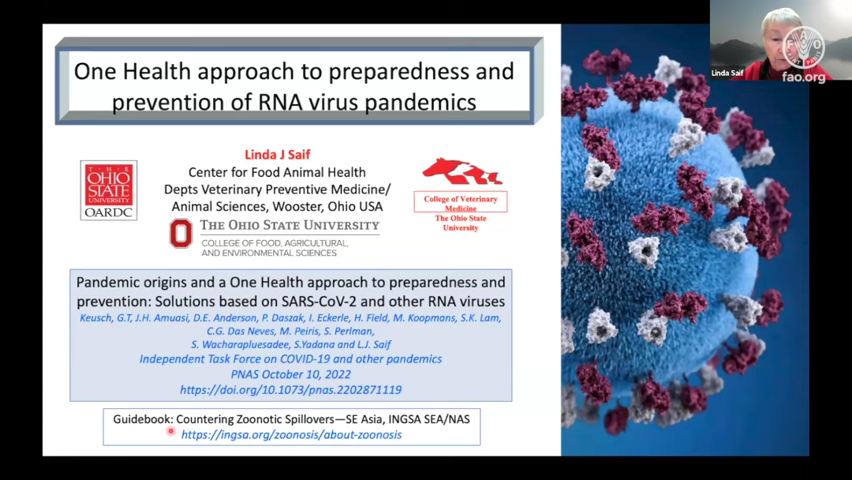 One Health approach to preparedness and
prevention of RNA virus pandemics
Linda Saif
FAO
fao.org
Linda J Saif
Center for Food Animal Health
Depts Veterinary Preventive Medicine/
Animal Sciences, Wooster, Ohio USA
T · H · E
OHIO
STATE
UNIVERSITY
OARDC
College of Veterinary
Medicine
The Ohio State
University
THE OHIO STATE UNIVERSITY
COLLEGE OF FOOD, AGRICULTURAL,
AND ENVIRONMENTAL SCIENCES
Pandemic origins and a One Health approach to preparedness and
prevention: Solutions based on SARS-CoV-2 and other RNA viruses
Keusch, G.T, J.H. Amuasi, D.E. Anderson, P. Daszak, I. Eckerle, H. Field, M. Koopmans, S.K. Lam,
C.G. Das Neves, M. Peiris, S. Perlman,
S. Wacharapluesadee, S.Yadana and L.J. Saif
Independent Task Force on COVID-19 and other pandemics
PNAS October 10, 2022
https://doi.org/10.1073/pnas.2202871119
Guidebook: Countering Zoonotic Spillovers—SE Asia, INGSA SEA/NAS
https://ingsa.org/zoonosis/about-zoonosis